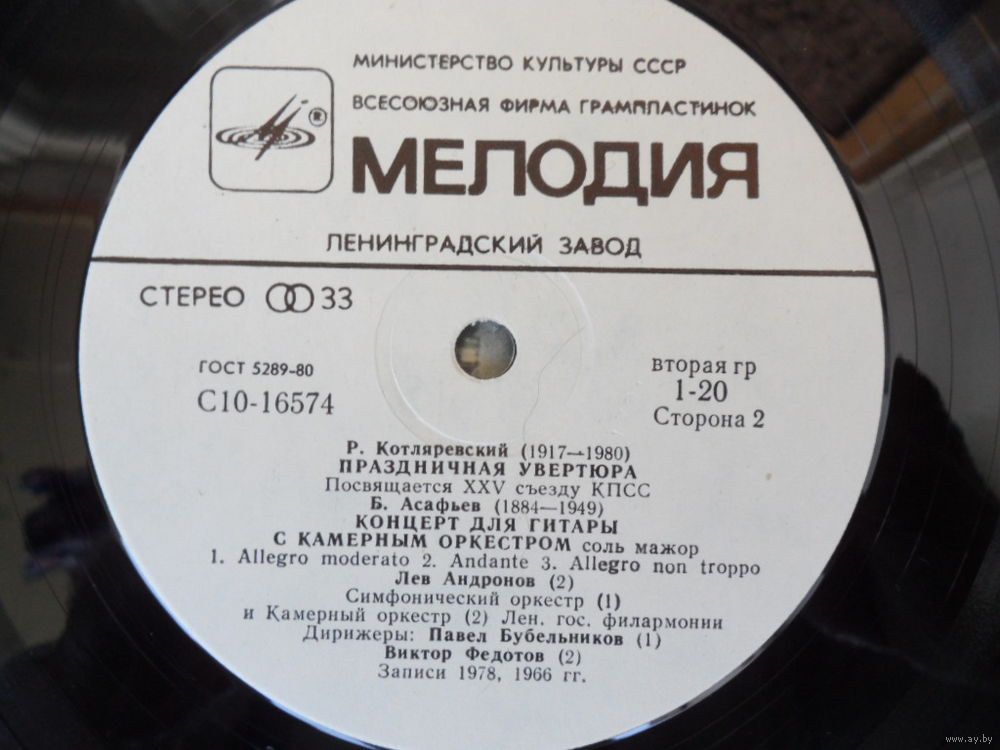 МИНИСТЕРСТВО КУЛЬТУРЫ СССР
ВСЕСОЮЗНАЯ ФИРМА ГРАМПЛАСТИНОК
®
МЕЛОДИЯ
ЛЕНИНГРАДСКИЙ ЗАВОД
СТЕРЕО 33
ГОСТ 5289-80
С10-16574
вторая гр
1-20
Сторона 2
Р. Котляревский (1917—1980)
ПРАЗДНИЧНАЯ УВЕРТЮРА
Посвящается XXV съезду КПСС
Б. Асафьев (1884—1949)
КОНЦЕРТ ДЛЯ ГИТАРЫ
С КАМЕРНЫМ ОРКЕСТРОМ соль мажор
1. Allegro moderato 2. Andante 3. Allegro non troppo
Лев Андронов (2)
Симфонический оркестр (1)
и Камерный оркестр (2) Лен. гос. филармонии
Дирижеры: Павел Бубельников (1)
Виктор Федотов (2)
Записи 1978, 1966 гг.
www.ay.by